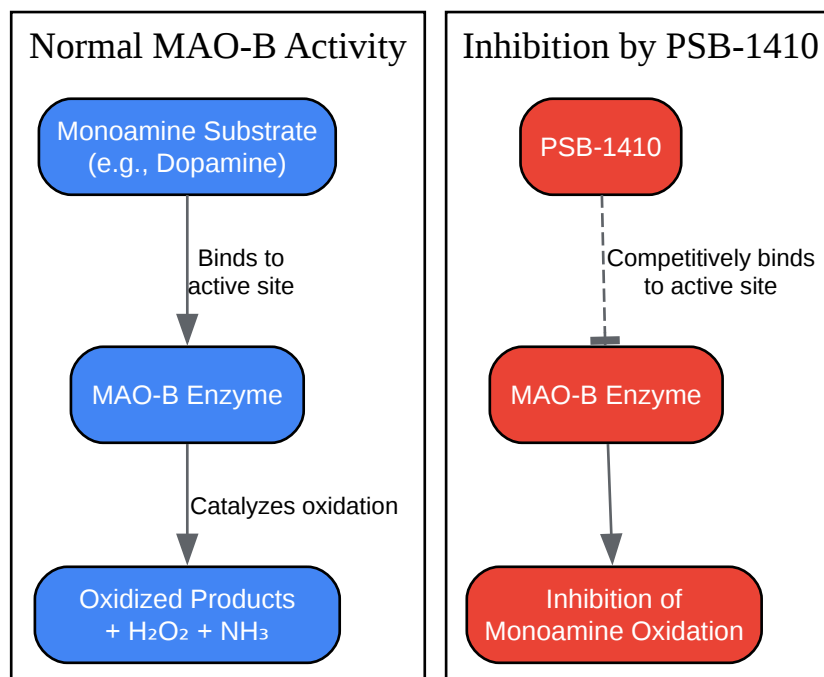 Normal MAO-B Activity
Monoamine Substrate
(e.g., Dopamine)
Binds to
active site
MAO-B Enzyme
Catalyzes oxidation
Oxidized Products
+ H₂O₂ + NH₃
Inhibition by PSB-1410
PSB-1410
Competitively binds
to active site
MAO-B Enzyme
Inhibition of
Monoamine Oxidation